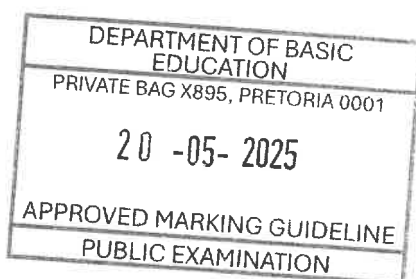 DEPARTMENT OF BASIC
EDUCATION
PRIVATE BAG X895, PRETORIA 0001
20 -05- 2025
APPROVED MARKING GUIDELINE
PUBLIC EXAMINATION